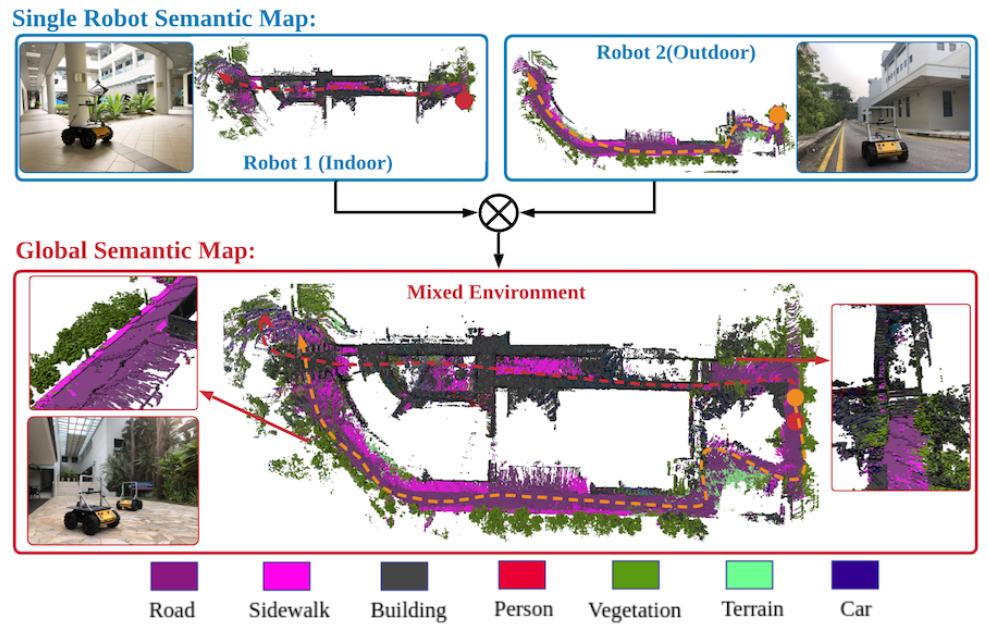 Single Robot Semantic Map:
Robot 1 (Indoor)
Robot 2(Outdoor)
Global Semantic Map:
Mixed Environment
Road
Sidewalk
Building
Person
Vegetation
Terrain
Car